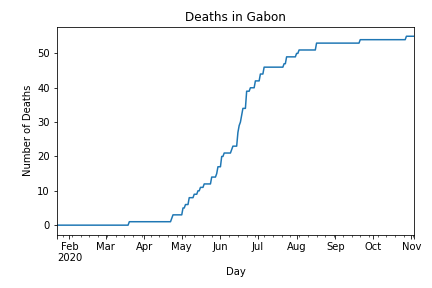 Deaths in Gabon
Number of Deaths
50
40
30
20
10
0
Feb Mar Apr May Jun Jul Aug Sep Oct Nov
2020
Day